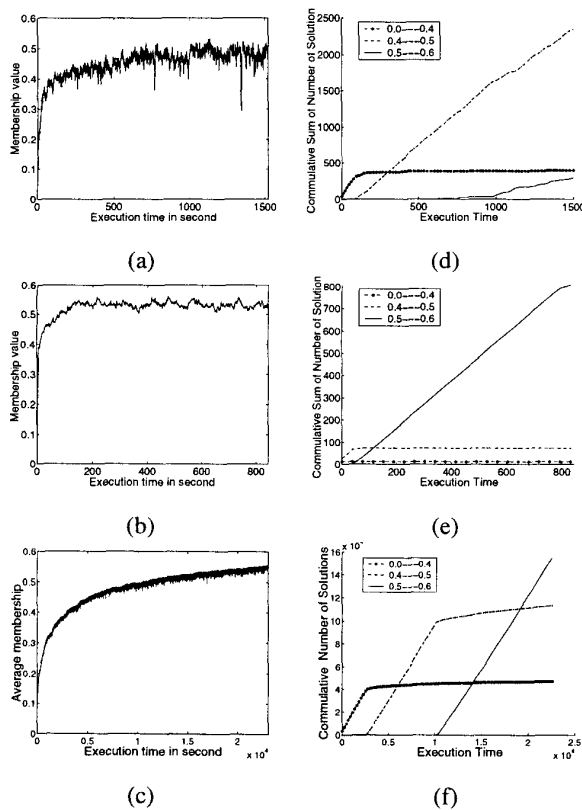 0.6
0.5
0.4
0.3
0.2
0.1
0
Membership value
0 500 1000 1500
Execution time in second
(a)
2500
2000
1500
1000
500
0
Commulative Sum of Number of Solution
0.0----0.4
0.4----0.5
0.5----0.6
0 500 1000 1500
Execution Time
(d)
0.6
0.5
0.4
0.3
0.2
0.1
0
Membership value
0 200 400 600 800
Execution time in second
(b)
800
700
600
500
400
300
200
100
0
Commulative Sum of Number of Solution
0.0----0.4
0.4----0.5
0.5----0.6
0 200 400 600 800
Execution Time
(e)
0.6
0.5
0.4
0.3
0.2
0.1
0
Average membership
0 0.5 1 1.5 2
Execution time in second
x 10⁴
(c)
x 10
16
14
12
10
8
6
4
2
0
Commulative Number of Solutions
0.0----0.4
0.4----0.5
0.5----0.6
0 0.5 1 1.5 2 2.5
Execution Time
x 10⁴
(f)